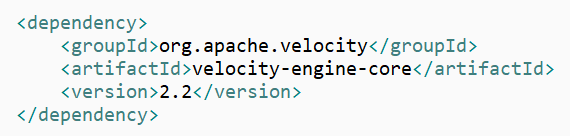 <dependency>
    <groupId>org.apache.velocity</groupId>
    <artifactId>velocity-engine-core</artifactId>
    <version>2.2</version>
</dependency>